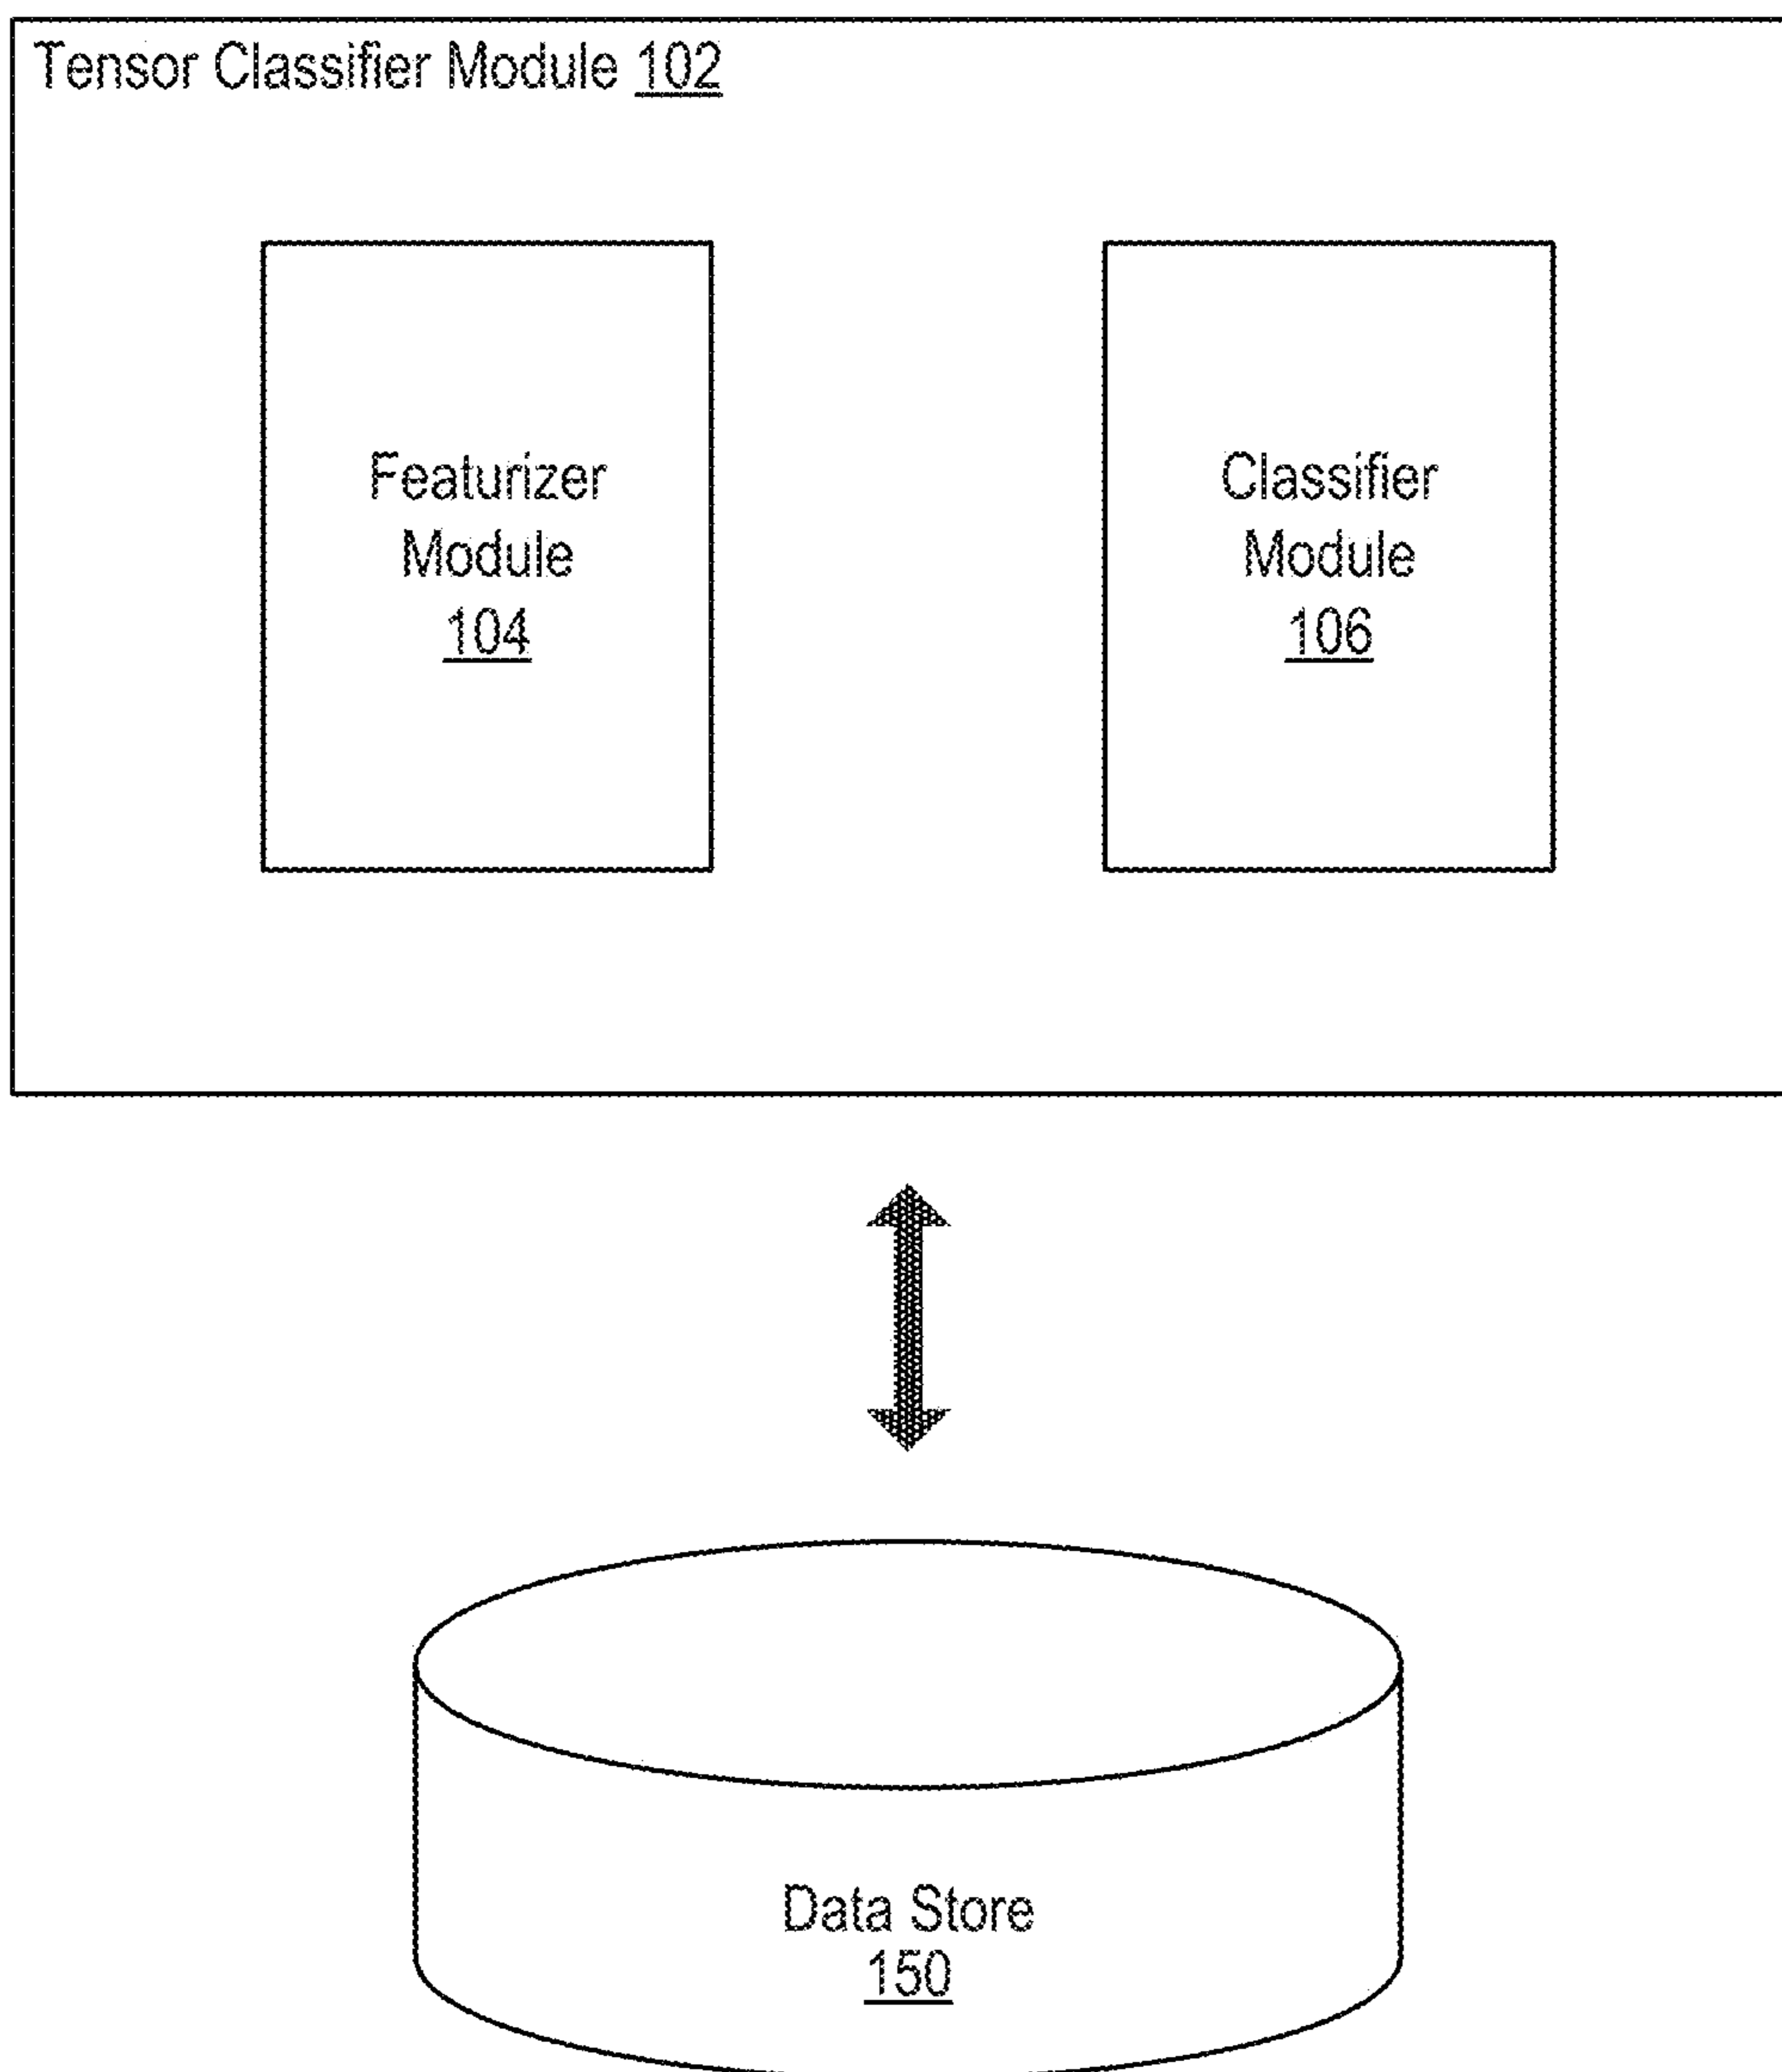 Tensor Classifier Module 102
Featurizer
Module
104
Classifier
Module
106
Data Store
150